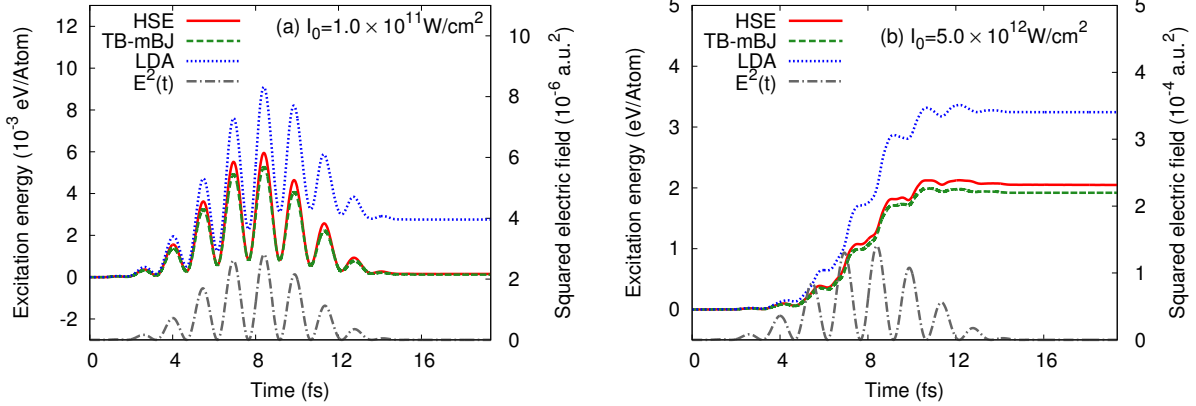 HSE
TB-mBJ
LDA
E²(t)
(a) I₀=1.0 × 10¹¹W/cm²
Excitation energy (10⁻³ eV/Atom)
12
10
8
6
4
2
0
-2
Squared electric field (10⁻⁶ a.u.²)
10
8
6
4
2
0
0 4 8 12 16
Time (fs)
HSE
TB-mBJ
LDA
E²(t)
(b) I₀=5.0 × 10¹²W/cm²
Excitation energy (eV/Atom)
5
4
3
2
1
0
Squared electric field (10⁻⁴ a.u.²)
5
4
3
2
1
0
0 4 8 12 16
Time (fs)